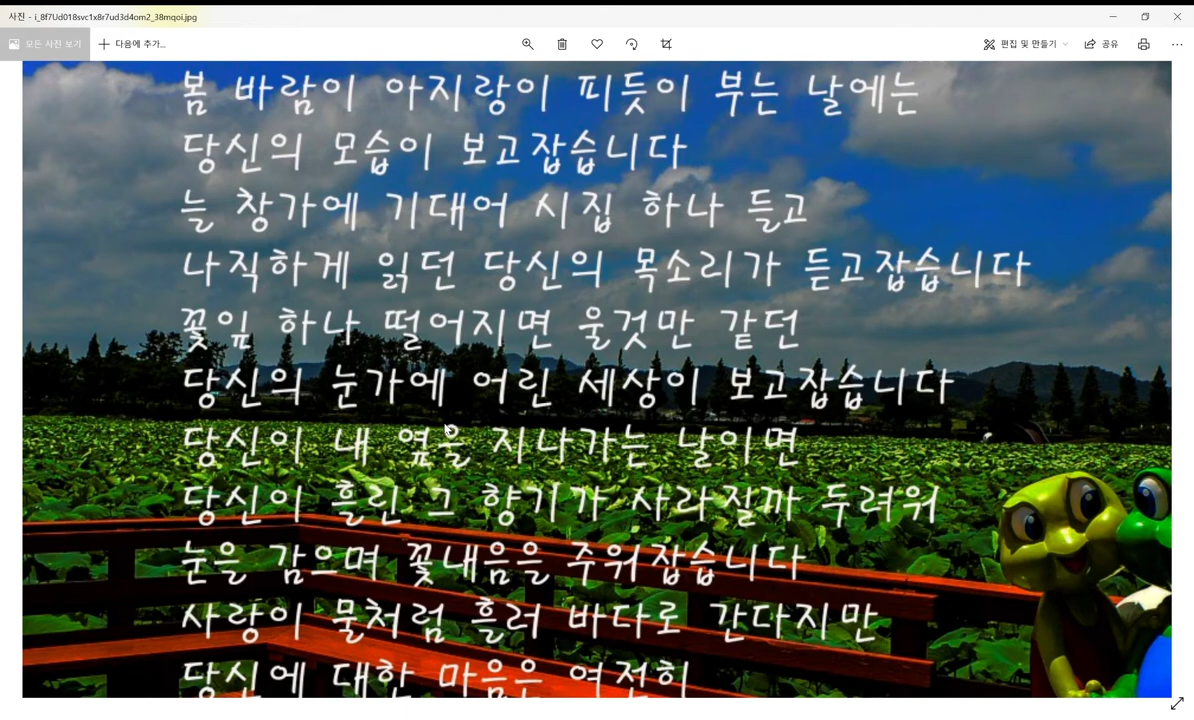 사진 - i_8f7Ud018svc1x8r7ud3d4om2_38mqoi.jpg
모든 사진 보기
다음에 추가...
편집 및 만들기
공유
봄 바람이 아지랑이 피듯이 부는 날에는
당신의 모습이 보고잡습니다
늘 창가에 기대어 시집 하나 들고
나직하게 읽던 당신의 목소리가 듣고잡습니다
꽃잎 하나 떨어지면 울것만 같던
당신의 눈가에 어린 세상이 보고잡습니다
당신이 내 옆을 지나가는 날이면
당신이 흘린 그 향기가 사라질까 두려워
눈을 감으며 꽃내음을 주워잡습니다
사랑이 물처럼 흘러 바다로 간다지만
당신에 대한 마음은 여전히